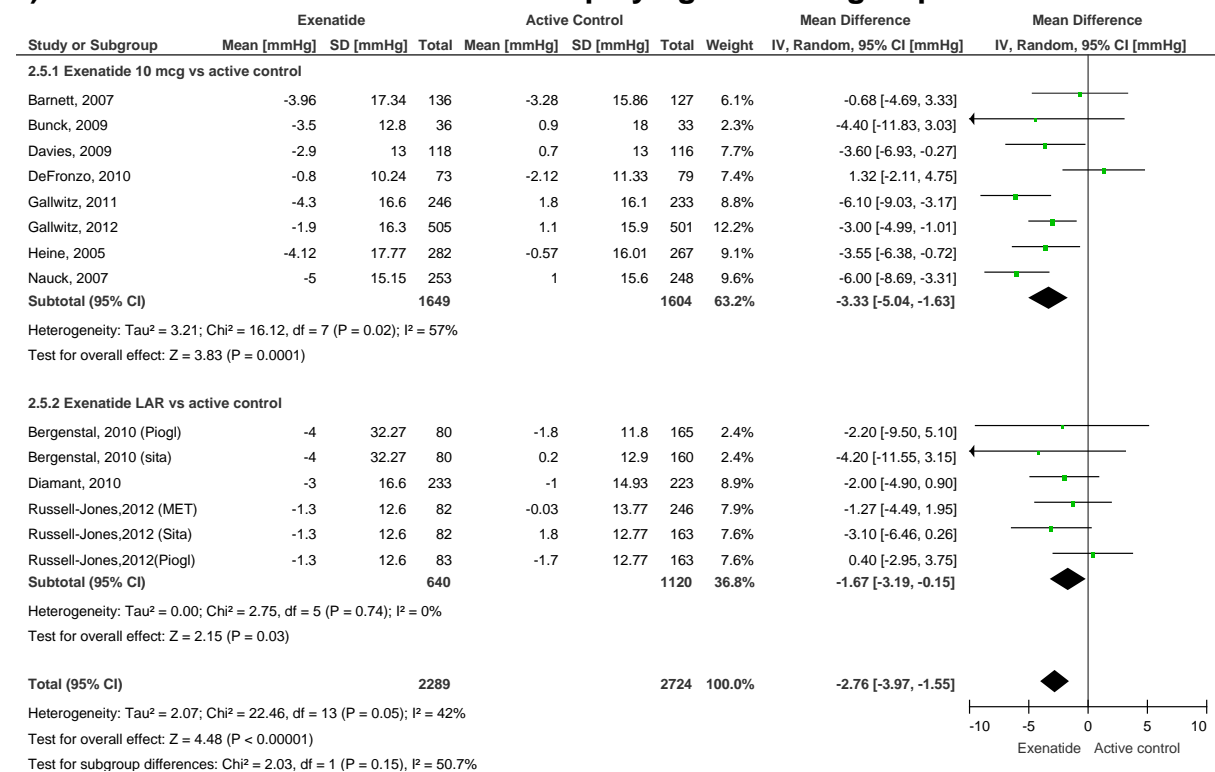 Exenatide Active Control Mean Difference Mean Difference
Study or Subgroup Mean [mmHg] SD [mmHg] Total Mean [mmHg] SD [mmHg] Total Weight IV, Random, 95% CI [mmHg] IV, Random, 95% CI [mmHg]
2.5.1 Exenatide 10 mcg vs active control
Barnett, 2007 -3.96 17.34 136 -3.28 15.86 127 6.1% -0.68 [-4.69, 3.33]
Bunck, 2009 -3.5 12.8 36 0.9 18 33 2.3% -4.40 [-11.83, 3.03]
Davies, 2009 -2.9 13 118 0.7 13 116 7.7% -3.60 [-6.93, -0.27]
DeFronzo, 2010 -0.8 10.24 73 -2.12 11.33 79 7.4% 1.32 [-2.11, 4.75]
Gallwitz, 2011 -4.3 16.6 246 1.8 16.1 233 8.8% -6.10 [-9.03, -3.17]
Gallwitz, 2012 -1.9 16.3 505 1.1 15.9 501 12.2% -3.00 [-4.99, -1.01]
Heine, 2005 -4.12 17.77 282 -0.57 16.01 267 9.1% -3.55 [-6.38, -0.72]
Nauck, 2007 -5 15.15 253 1 15.6 248 9.6% -6.00 [-8.69, -3.31]
Subtotal (95% CI) 1649 1604 63.2% -3.33 [-5.04, -1.63]
Heterogeneity: Tau² = 3.21; Chi² = 16.12, df = 7 (P = 0.02); I² = 57%
Test for overall effect: Z = 3.83 (P = 0.0001)
2.5.2 Exenatide LAR vs active control
Bergenstal, 2010 (Piogl) -4 32.27 80 -1.8 11.8 165 2.4% -2.20 [-9.50, 5.10]
Bergenstal, 2010 (sita) -4 32.27 80 0.2 12.9 160 2.4% -4.20 [-11.55, 3.15]
Diamant, 2010 -3 16.6 233 -1 14.93 223 8.9% -2.00 [-4.90, 0.90]
Russell-Jones,2012 (MET) -1.3 12.6 82 -0.03 13.77 246 7.9% -1.27 [-4.49, 1.95]
Russell-Jones,2012 (Sita) -1.3 12.6 82 1.8 12.77 163 7.6% -3.10 [-6.46, 0.26]
Russell-Jones,2012(Piogl) -1.3 12.6 83 -1.7 12.77 163 7.6% 0.40 [-2.95, 3.75]
Subtotal (95% CI) 640 1120 36.8% -1.67 [-3.19, -0.15]
Heterogeneity: Tau² = 0.00; Chi² = 2.75, df = 5 (P = 0.74); I² = 0%
Test for overall effect: Z = 2.15 (P = 0.03)
Total (95% CI) 2289 2724 100.0% -2.76 [-3.97, -1.55]
Heterogeneity: Tau² = 2.07; Chi² = 22.46, df = 13 (P = 0.05); I² = 42%
Test for overall effect: Z = 4.48 (P < 0.00001)
Test for subgroup differences: Chi² = 2.03, df = 1 (P = 0.15), I² = 50.7%
-10 -5 0 5 10
Exenatide Active control